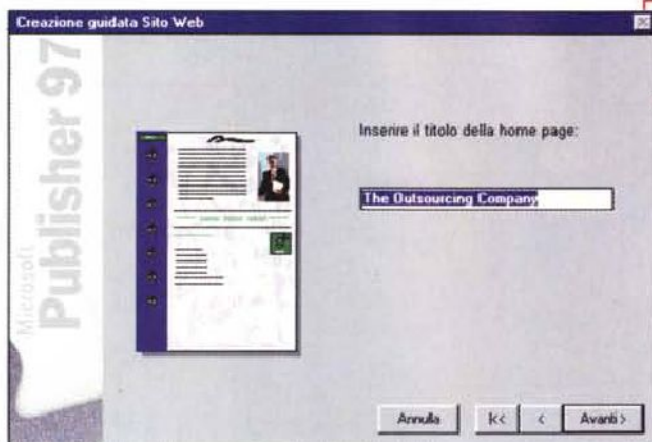 Creazione guidata Sito Web
Microsoft
Publisher 97
Inserire il titolo della home page:
The Outsourcing Company
Annulla |< < Avanti >